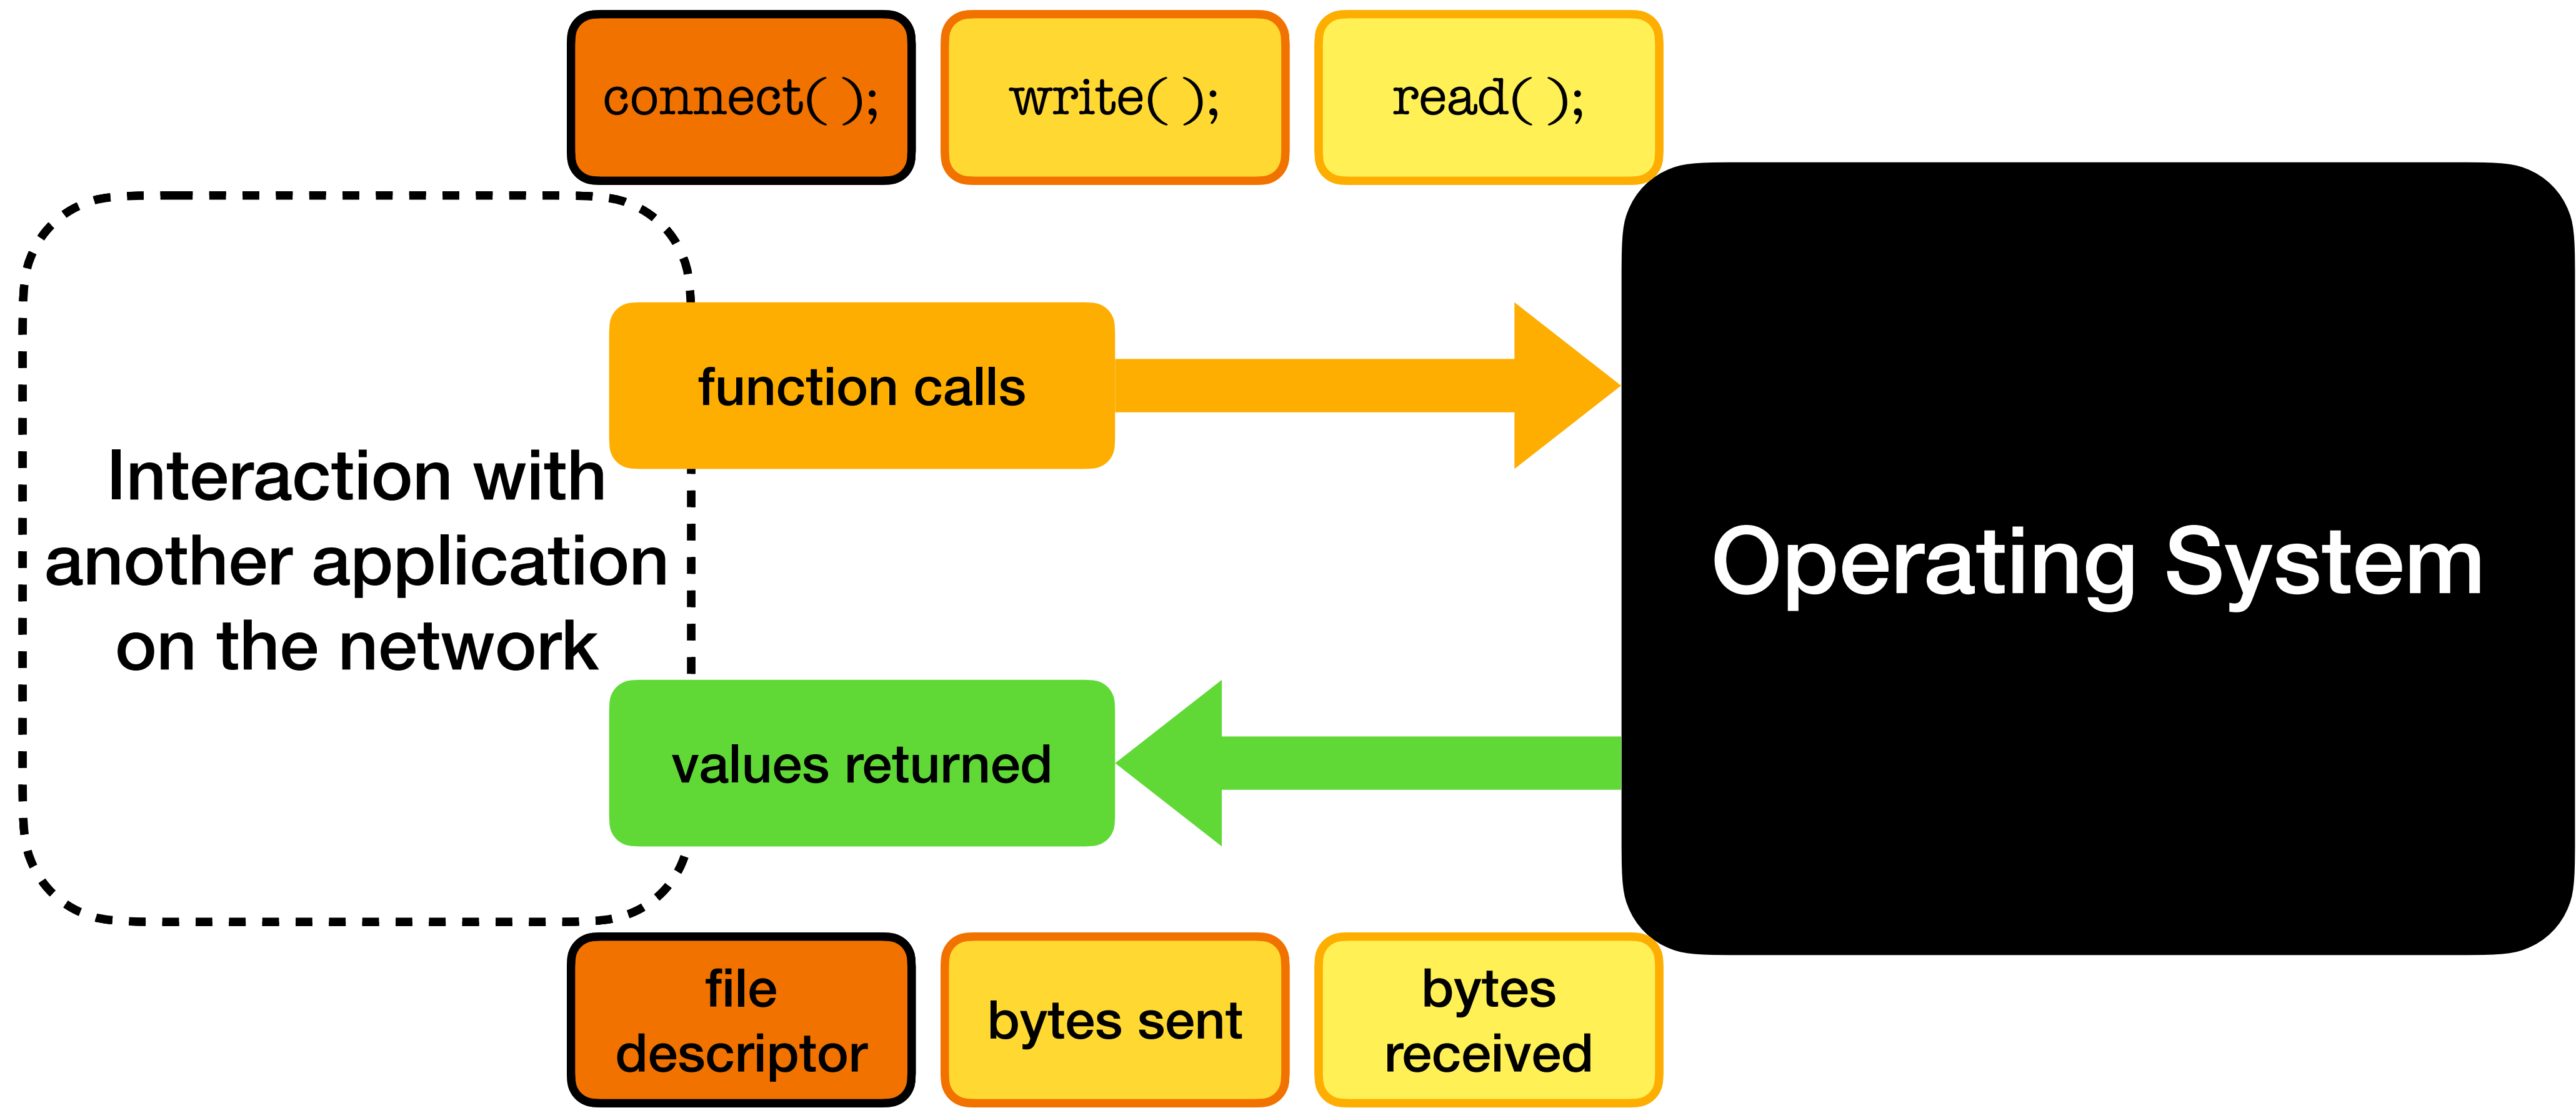 connect( );
write( );
read( );
function calls
Interaction with
another application
on the network
Operating System
values returned
file
descriptor
bytes sent
bytes
received